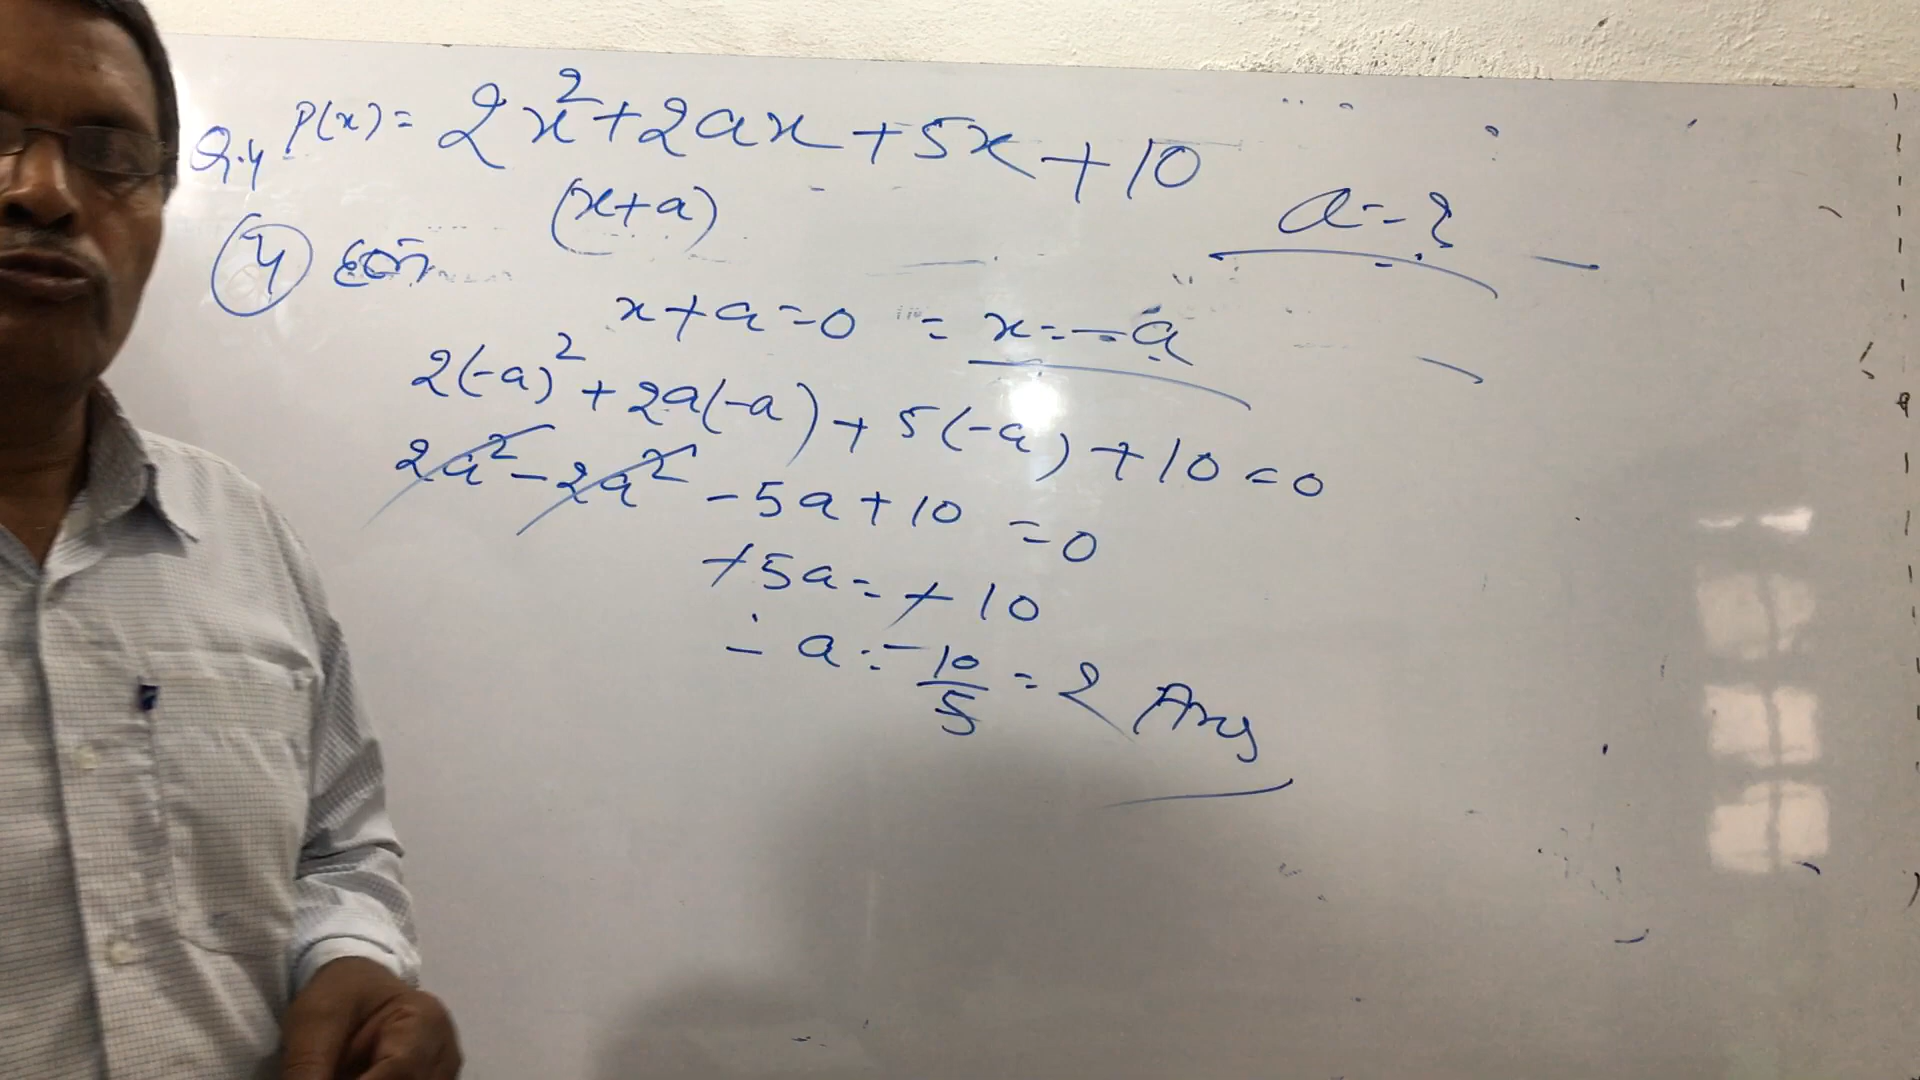 Q.4 P(x) = 2x² + 2ax + 5x + 10
(x+a) a = ?
4 हल
x + a = 0 = x = -a
2(-a)² + 2a(-a) + 5(-a) + 10 = 0
2a² - 2a² - 5a + 10 = 0
+5a = +10
∴ a = 10/5 = 2 Ans